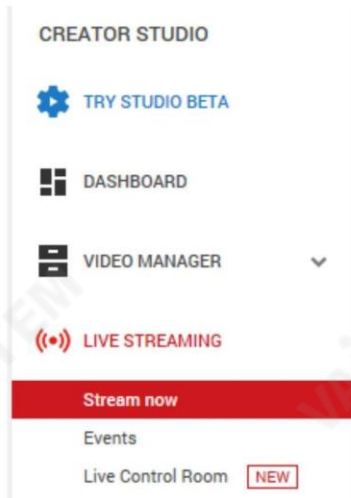 CREATOR STUDIO
TRY STUDIO BETA
DASHBOARD
VIDEO MANAGER
LIVE STREAMING
Stream now
Events
Live Control Room NEW